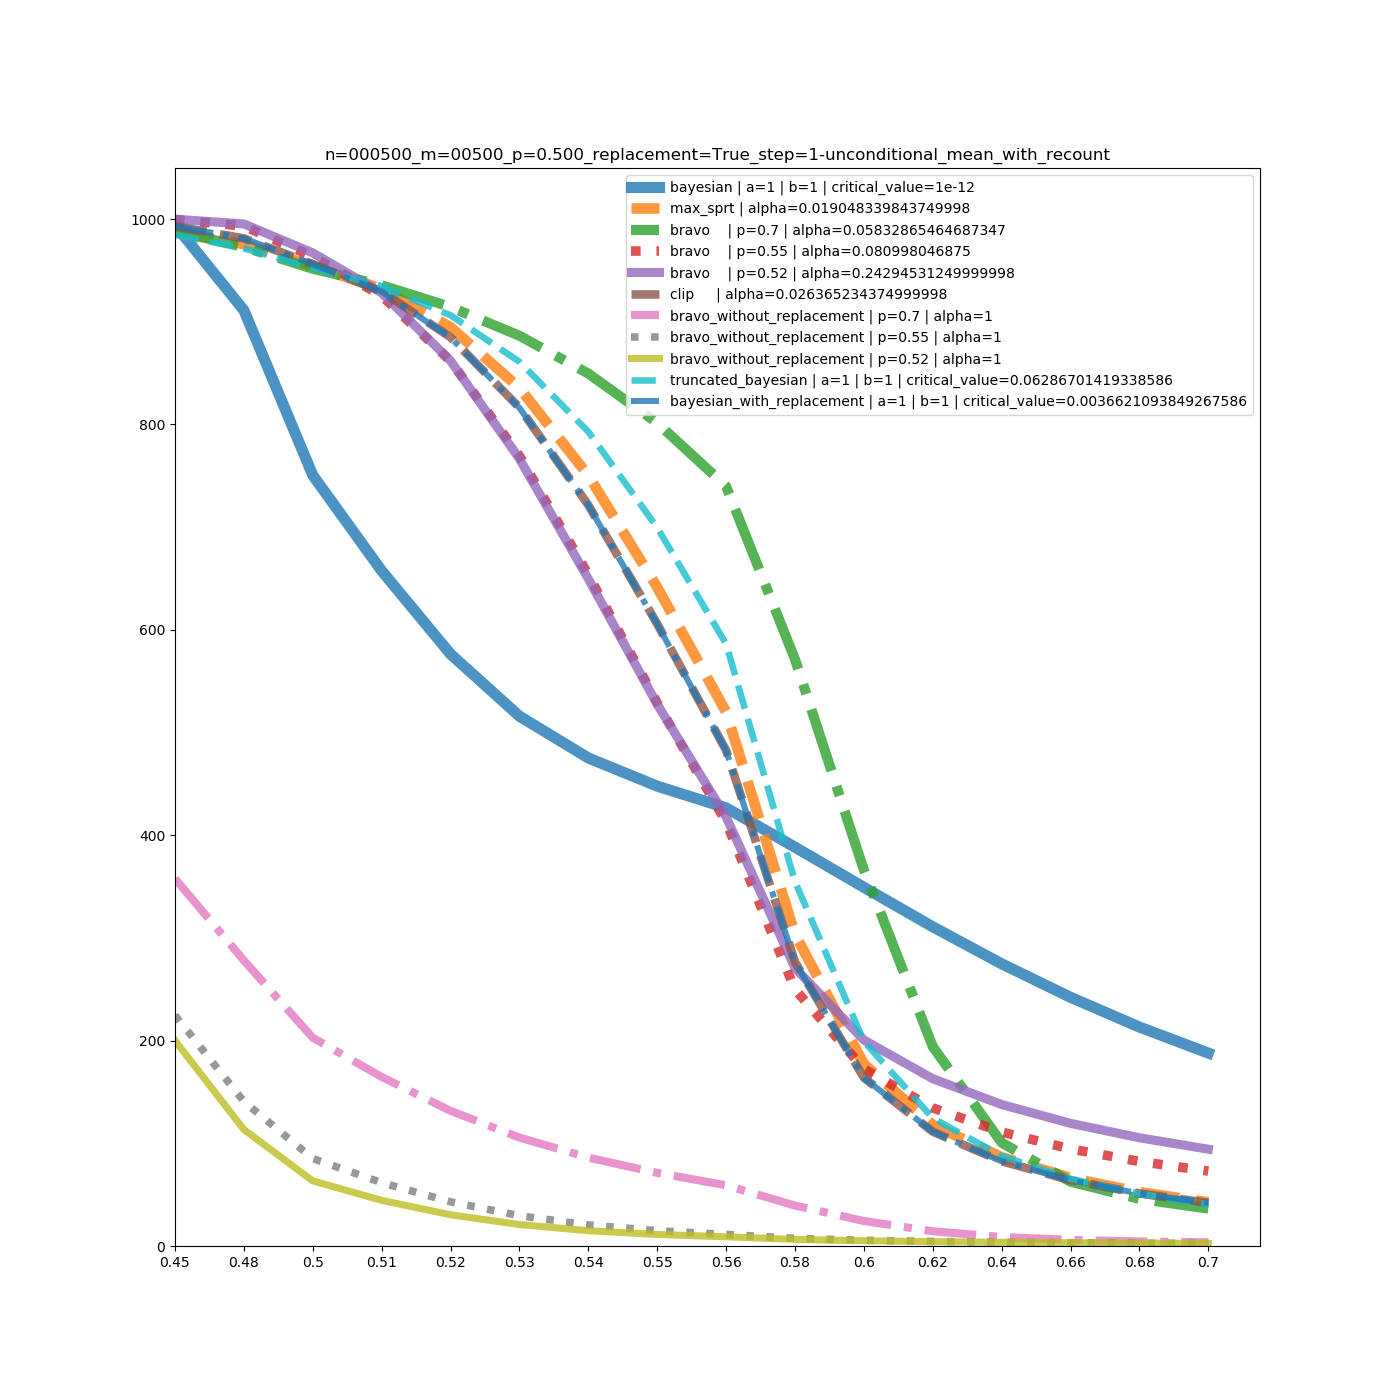 n=000500_m=00500_p=0.500_replacement=True_step=1-unconditional_mean_with_recount
bayesian | a=1 | b=1 | critical_value=1e-12
max_sprt | alpha=0.019048339843749998
bravo    | p=0.7 | alpha=0.05832865464687347
bravo    | p=0.55 | alpha=0.080998046875
bravo    | p=0.52 | alpha=0.24294531249999998
clip     | alpha=0.026365234374999998
bravo_without_replacement | p=0.7 | alpha=1
bravo_without_replacement | p=0.55 | alpha=1
bravo_without_replacement | p=0.52 | alpha=1
truncated_bayesian | a=1 | b=1 | critical_value=0.06286701419338586
bayesian_with_replacement | a=1 | b=1 | critical_value=0.0036621093849267586
1000
800
600
400
200
0
0.45 0.48 0.5 0.51 0.52 0.53 0.54 0.55 0.56 0.58 0.6 0.62 0.64 0.66 0.68 0.7